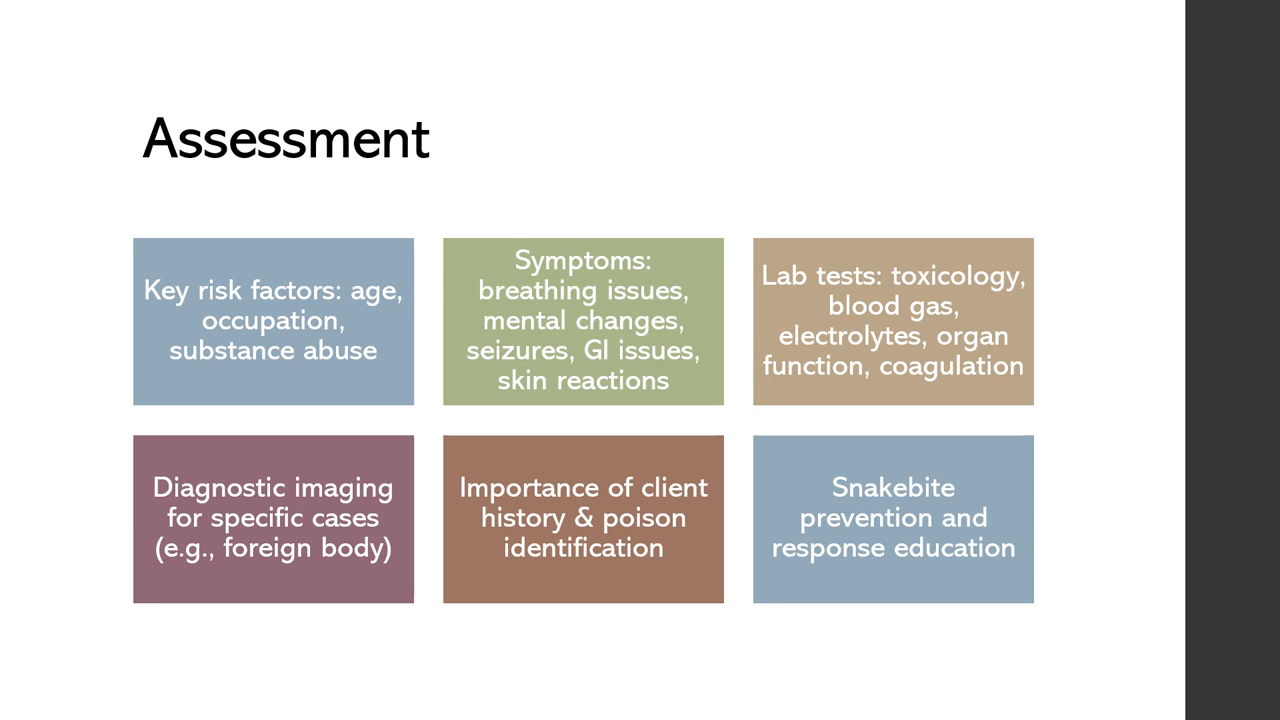 Assessment
Key risk factors: age,
occupation,
substance abuse
Symptoms:
breathing issues,
mental changes,
seizures, GI issues,
skin reactions
Lab tests: toxicology,
blood gas,
electrolytes, organ
function, coagulation
Diagnostic imaging
for specific cases
(e.g., foreign body)
Importance of client
history & poison
identification
Snakebite
prevention and
response education